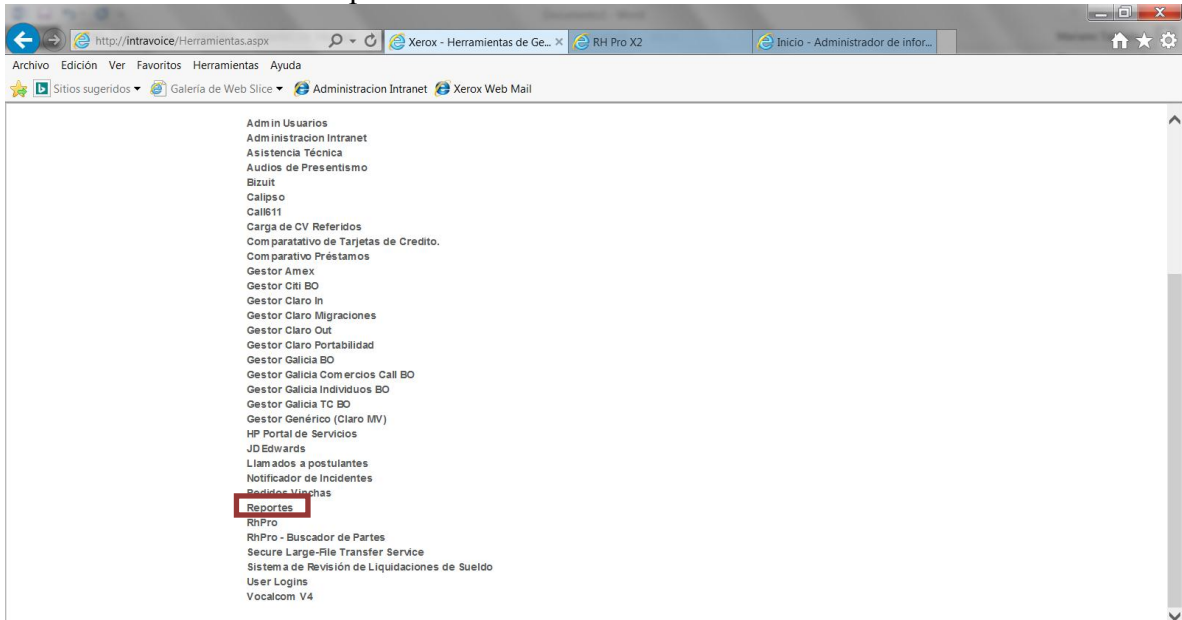 http://intravoice/Herramientas.aspx
Xerox - Herramientas de Ge...
RH Pro X2
Inicio - Administrador de infor...
Archivo Edición Ver Favoritos Herramientas Ayuda
Sitios sugeridos Galería de Web Slice Administracion Intranet Xerox Web Mail
Admin Usuarios
Administracion Intranet
Asistencia Técnica
Audios de Presentismo
Bizuit
Calipso
Call611
Carga de CV Referidos
Comparatativo de Tarjetas de Credito.
Comparativo Préstamos
Gestor Amex
Gestor Citi BO
Gestor Claro In
Gestor Claro Migraciones
Gestor Claro Out
Gestor Claro Portabilidad
Gestor Galicia BO
Gestor Galicia Comercios Call BO
Gestor Galicia Individuos BO
Gestor Galicia TC BO
Gestor Genérico (Claro MV)
HP Portal de Servicios
JDEdwards
Llamados a postulantes
Notificador de Incidentes
Pedidos Vinchas
Reportes
RhPro
RhPro - Buscador de Partes
Secure Large-File Transfer Service
Sistema de Revisión de Liquidaciones de Sueldo
User Logins
Vocalcom V4